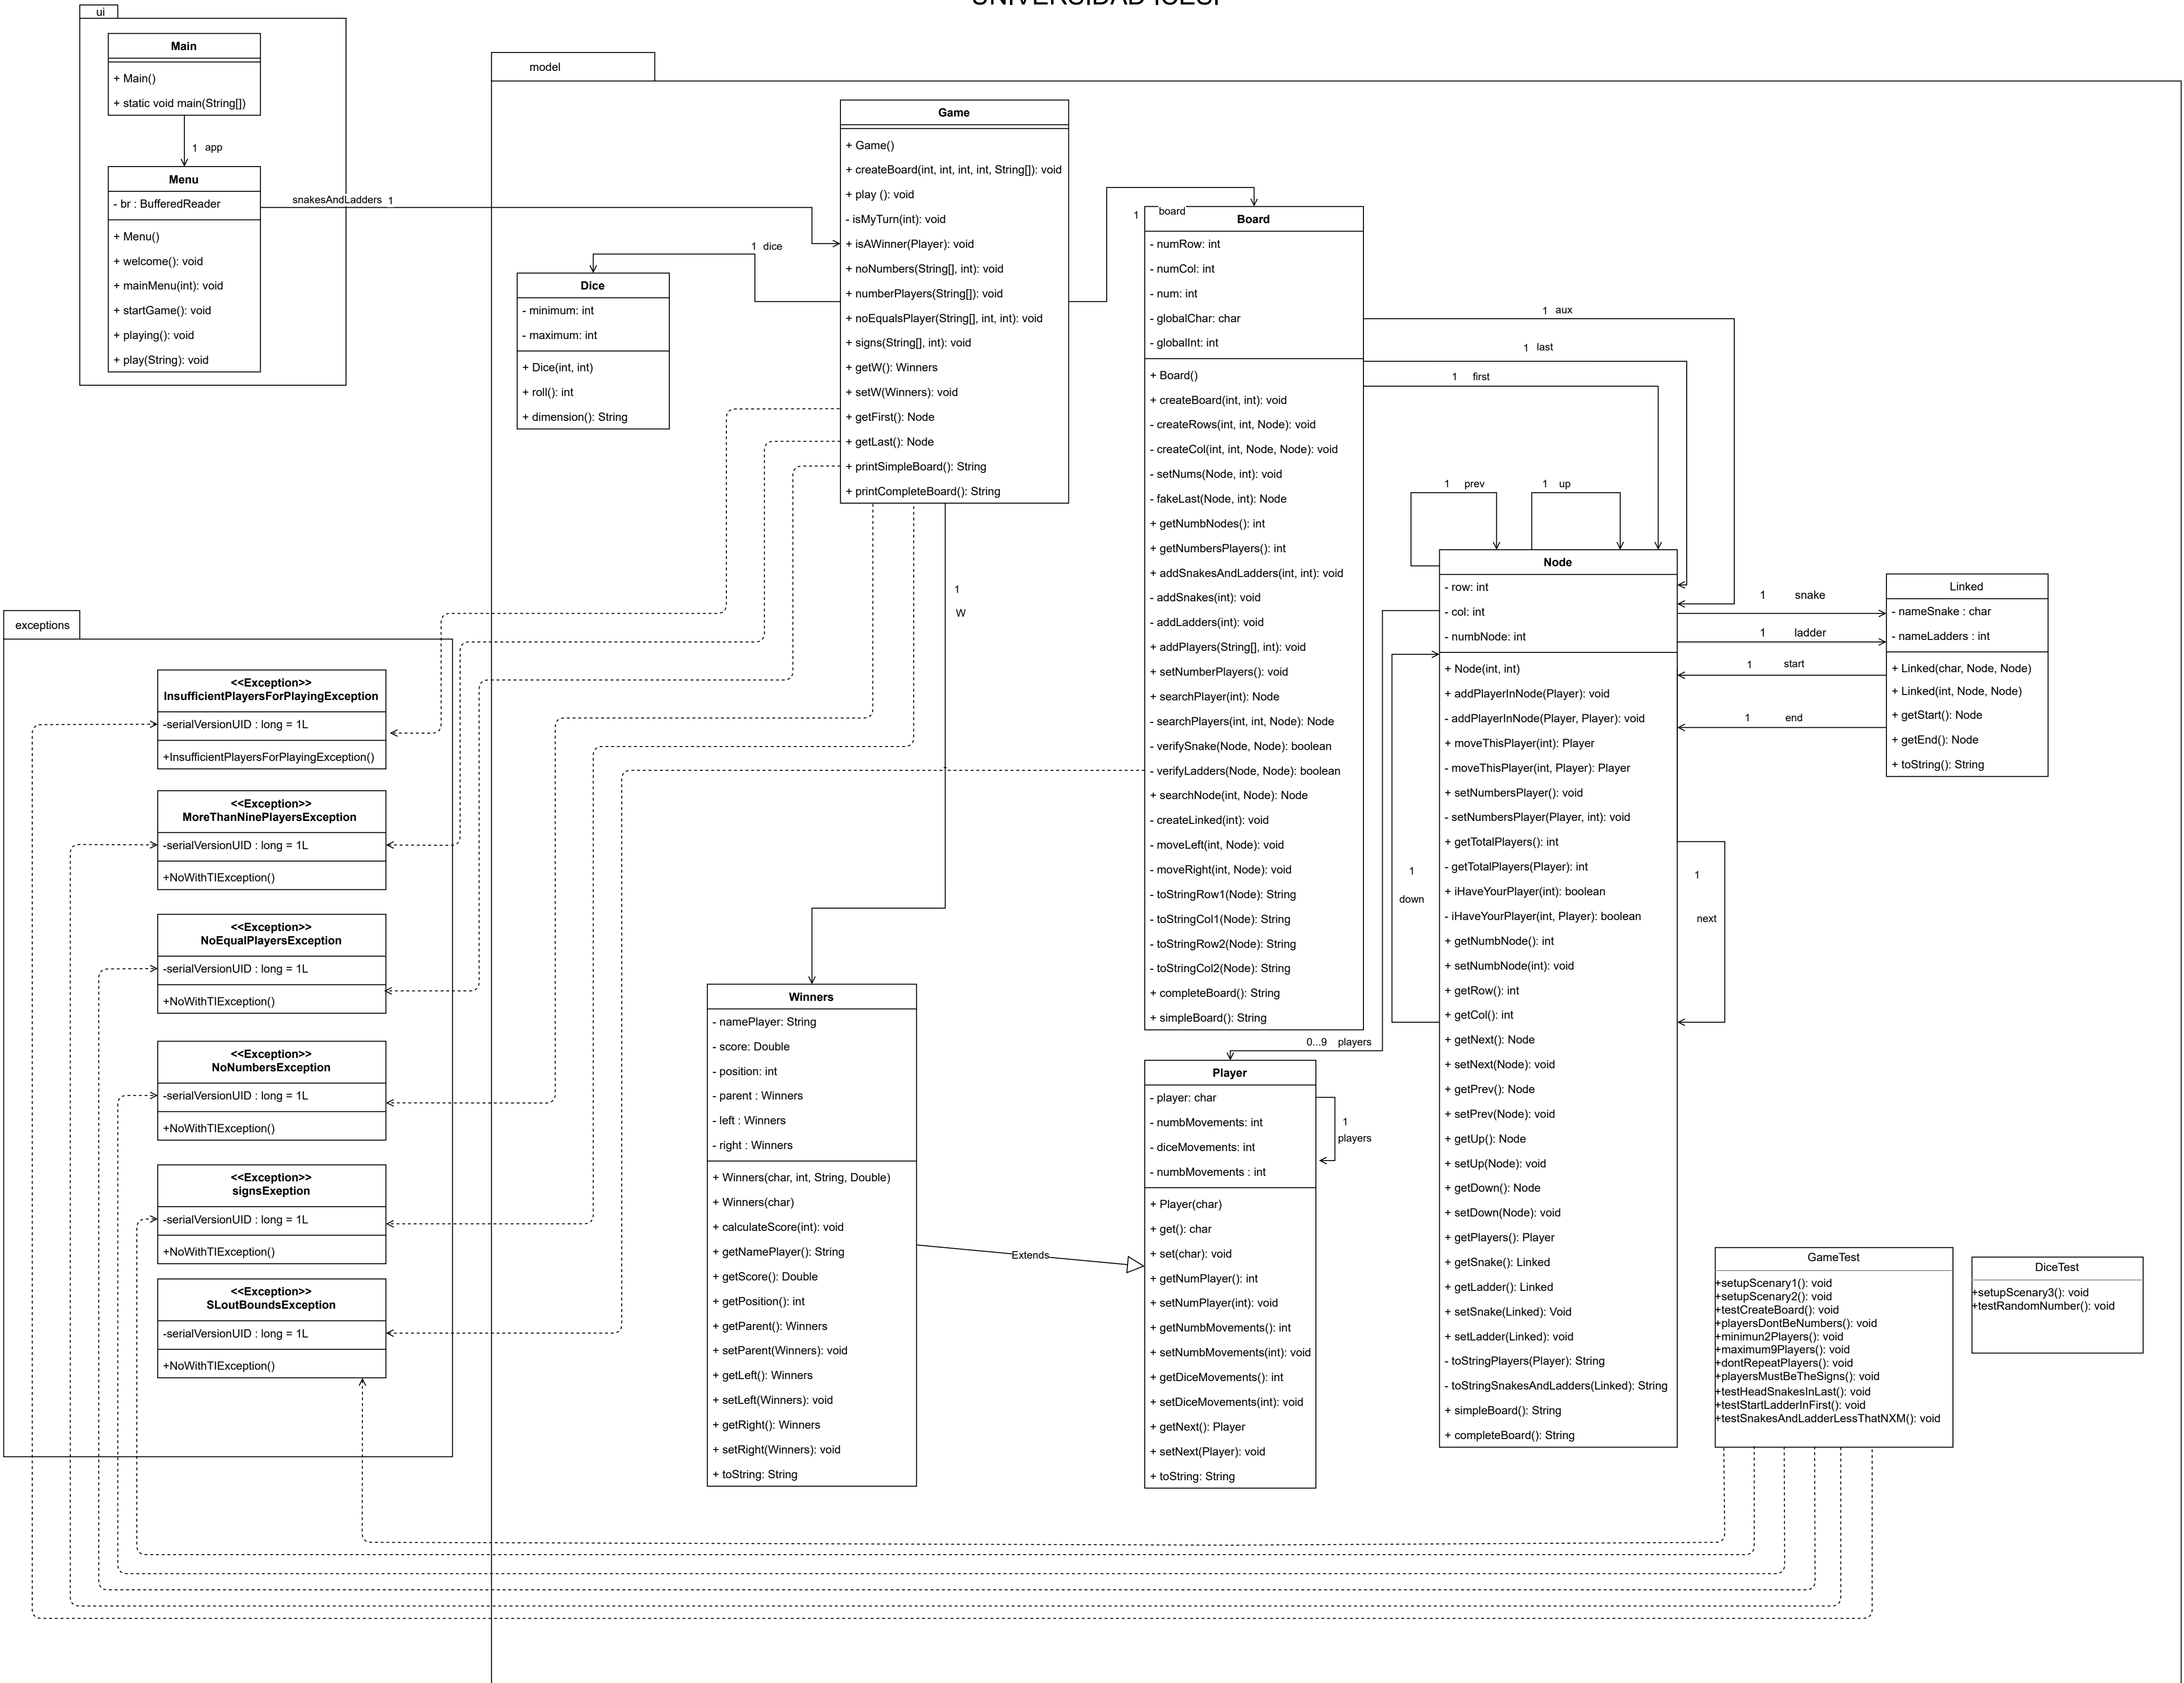 UNIVERSIDAD ICESI
ui
Main
+ Main()
+ static void main(String[])
1 app
Menu
- br : BufferedReader
+ Menu()
+ welcome(): void
+ mainMenu(int): void
+ startGame(): void
+ playing(): void
+ play(String): void
snakesAndLadders 1
model
Game
+ Game()
+ createBoard(int, int, int, int, String[]): void
+ play (): void
- isMyTurn(int): void
+ isAWinner(Player): void
+ noNumbers(String[], int): void
+ numberPlayers(String[]): void
+ noEqualsPlayer(String[], int, int): void
+ signs(String[], int): void
+ getW(): Winners
+ setW(Winners): void
+ getFirst(): Node
+ getLast(): Node
+ printSimpleBoard(): String
+ printCompleteBoard(): String
1 dice
Dice
- minimum: int
- maximum: int
+ Dice(int, int)
+ roll(): int
+ dimension(): String
1 board
Board
- numRow: int
- numCol: int
- num: int
- globalChar: char
- globalInt: int
+ Board()
+ createBoard(int, int): void
- createRows(int, int, Node): void
- createCol(int, int, Node, Node): void
- setNums(Node, int): void
- fakeLast(Node, int): Node
+ getNumbNodes(): int
+ getNumbersPlayers(): int
+ addSnakesAndLadders(int, int): void
- addSnakes(int): void
- addLadders(int): void
+ addPlayers(String[], int): void
+ setNumberPlayers(): void
+ searchPlayer(int): Node
- searchPlayers(int, int, Node): Node
- verifySnake(Node, Node): boolean
- verifyLadders(Node, Node): boolean
+ searchNode(int, Node): Node
- createLinked(int): void
- moveLeft(int, Node): void
- moveRight(int, Node): void
- toStringRow1(Node): String
- toStringCol1(Node): String
- toStringRow2(Node): String
- toStringCol2(Node): String
+ completeBoard(): String
+ simpleBoard(): String
1 aux
1 last
1 first
1 prev
1 up
Node
- row: int
- col: int
- numbNode: int
+ Node(int, int)
+ addPlayerInNode(Player): void
- addPlayerInNode(Player, Player): void
+ moveThisPlayer(int): Player
- moveThisPlayer(int, Player): Player
+ setNumbersPlayer(): void
- setNumbersPlayer(Player, int): void
+ getTotalPlayers(): int
- getTotalPlayers(Player): int
+ iHaveYourPlayer(int): boolean
- iHaveYourPlayer(int, Player): boolean
+ getNumbNode(): int
+ setNumbNode(int): void
+ getRow(): int
+ getCol(): int
+ getNext(): Node
+ setNext(Node): void
+ getPrev(): Node
+ setPrev(Node): void
+ getUp(): Node
+ setUp(Node): void
+ getDown(): Node
+ setDown(Node): void
+ getPlayers(): Player
+ getSnake(): Linked
+ getLadder(): Linked
+ setSnake(Linked): Void
+ setLadder(Linked): void
- toStringPlayers(Player): String
- toStringSnakesAndLadders(Linked): String
+ simpleBoard(): String
+ completeBoard(): String
1 snake
1 ladder
1 start
1 end
Linked
- nameSnake : char
- nameLadders : int
+ Linked(char, Node, Node)
+ Linked(int, Node, Node)
+ getStart(): Node
+ getEnd(): Node
+ toString(): String
1
down
1
next
1
W
exceptions
<<Exception>>
InsufficientPlayersForPlayingException
-serialVersionUID : long = 1L
+InsufficientPlayersForPlayingException()
<<Exception>>
MoreThanNinePlayersException
-serialVersionUID : long = 1L
+NoWithTIException()
<<Exception>>
NoEqualPlayersException
-serialVersionUID : long = 1L
+NoWithTIException()
<<Exception>>
NoNumbersException
-serialVersionUID : long = 1L
+NoWithTIException()
<<Exception>>
signsExeption
-serialVersionUID : long = 1L
+NoWithTIException()
<<Exception>>
SLoutBoundsException
-serialVersionUID : long = 1L
+NoWithTIException()
Winners
- namePlayer: String
- score: Double
- position: int
- parent : Winners
- left : Winners
- right : Winners
+ Winners(char, int, String, Double)
+ Winners(char)
+ calculateScore(int): void
+ getNamePlayer(): String
+ getScore(): Double
+ getPosition(): int
+ getParent(): Winners
+ setParent(Winners): void
+ getLeft(): Winners
+ setLeft(Winners): void
+ getRight(): Winners
+ setRight(Winners): void
+ toString: String
Extends
0...9 players
Player
- player: char
- numbMovements: int
- diceMovements: int
- numbMovements : int
+ Player(char)
+ get(): char
+ set(char): void
+ getNumPlayer(): int
+ setNumPlayer(int): void
+ getNumbMovements(): int
+ setNumbMovements(int): void
+ getDiceMovements(): int
+ setDiceMovements(int): void
+ getNext(): Player
+ setNext(Player): void
+ toString: String
1
players
GameTest
+setupScenary1(): void
+setupScenary2(): void
+testCreateBoard(): void
+playersDontBeNumbers(): void
+minimun2Players(): void
+maximum9Players(): void
+dontRepeatPlayers(): void
+playersMustBeTheSigns(): void
+testHeadSnakesInLast(): void
+testStartLadderInFirst(): void
+testSnakesAndLadderLessThatNXM(): void
DiceTest
+setupScenary3(): void
+testRandomNumber(): void